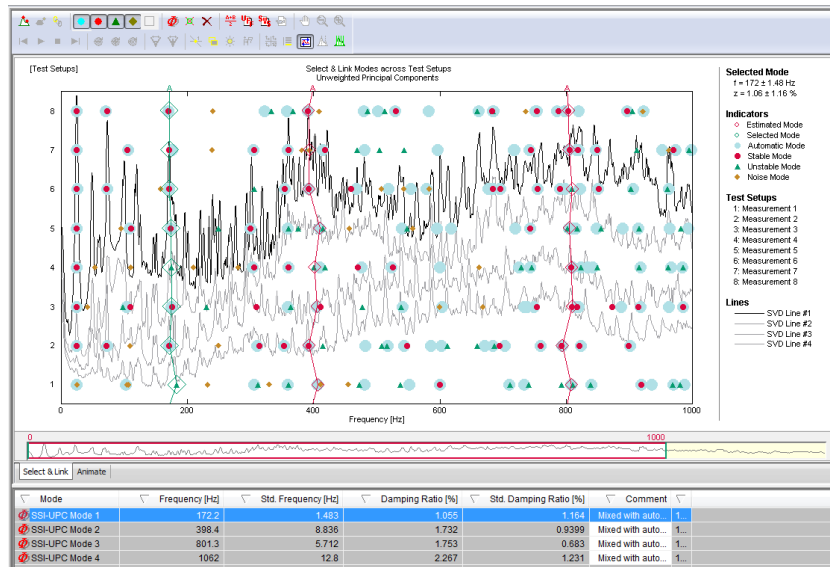 [Test Setups]
Select & Link Modes across Test Setups
Unweighted Principal Components
8
7
6
5
4
3
2
1
0 200 400 600 800 1000
Frequency [Hz]
Selected Mode
f = 172 ± 1.48 Hz
z = 1.06 ± 1.16 %
Indicators
Estimated Mode
Selected Mode
Automatic Mode
Stable Mode
Unstable Mode
Noise Mode
Test Setups
1: Measurement 1
2: Measurement 2
3: Measurement 3
4: Measurement 4
5: Measurement 5
6: Measurement 6
7: Measurement 7
8: Measurement 8
Lines
SVD Line #1
SVD Line #2
SVD Line #3
SVD Line #4
0 1000
Select & Link Animate
Mode Frequency [Hz] Std. Frequency [Hz] Damping Ratio [%] Std. Damping Ratio [%] Comment
SSI-UPC Mode 1 172.2 1.483 1.055 1.164 Mixed with auto... 1...
SSI-UPC Mode 2 398.4 8.836 1.732 0.9399 Mixed with auto... 1...
SSI-UPC Mode 3 801.3 5.712 1.753 0.683 Mixed with auto... 1...
SSI-UPC Mode 4 1062 12.8 2.267 1.231 Mixed with auto... 1...